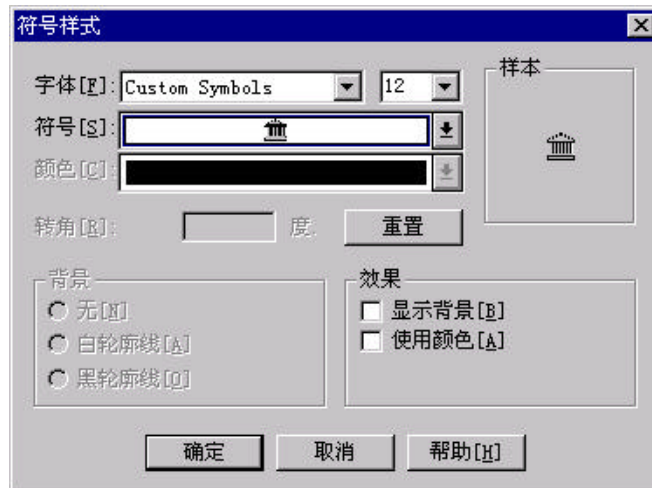 符号样式
字体[F]: Custom Symbols 12
样本
符号[S]:
颜色[C]:
转角[R]: 度. 重置
背景
无[N]
白轮廓线[A]
黑轮廓线[O]
效果
显示背景[B]
使用颜色[A]
确定 取消 帮助[H]